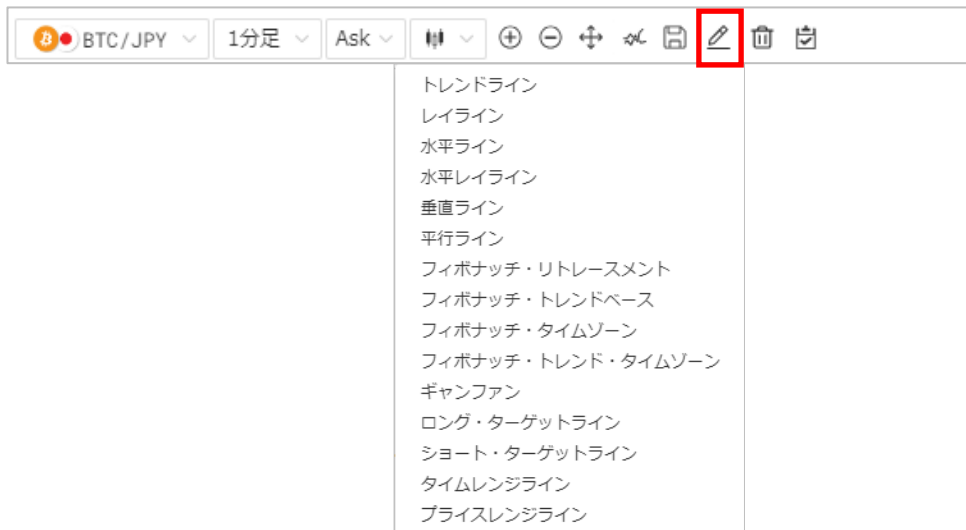 BTC/JPY 1分足 Ask
トレンドライン
レイライン
水平ライン
水平レイライン
垂直ライン
平行ライン
フィボナッチ・リトレースメント
フィボナッチ・トレンドベース
フィボナッチ・タイムゾーン
フィボナッチ・トレンド・タイムゾーン
ギャンファン
ロング・ターゲットライン
ショート・ターゲットライン
タイムレンジライン
プライスレンジライン